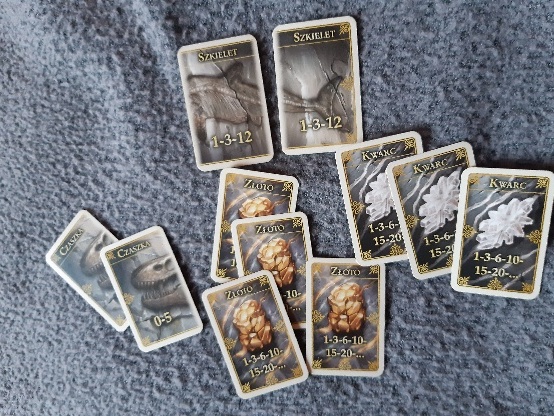 SZKIELET
1-3-12
SZKIELET
1-3-12
KWARC
1-3-6
15-20
KWARC
1-3-6
15-2
KWARC
1-3-6-10-
15-20-...
ZŁOTO
1
ZŁOTO
10-
ZŁOTO
1-3-6-10-
15-20-...
ZŁOTO
1-3-6-10-
15-20-...
CZASZKA
CZASZKA
0-5